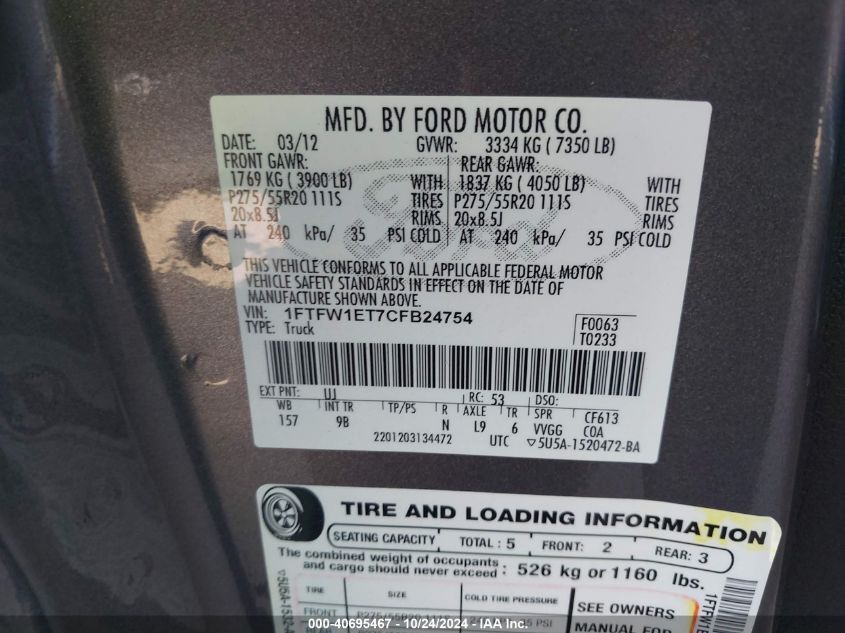 MFD. BY FORD MOTOR CO.
DATE: 03/12 GVWR: 3334 KG ( 7350 LB)
FRONT GAWR: REAR GAWR:
1769 KG ( 3900 LB) WITH 1837 KG ( 4050 LB) WITH
P275/55R20 111S TIRES P275/55R20 111S TIRES
20x8.5J RIMS 20x8.5J RIMS
AT 240 kPa/ 35 PSI COLD AT 240 kPa/ 35 PSI COLD
Ford
THIS VEHICLE CONFORMS TO ALL APPLICABLE FEDERAL MOTOR
VEHICLE SAFETY STANDARDS IN EFFECT ON THE DATE OF
MANUFACTURE SHOWN ABOVE.
VIN: 1FTFW1ET7CFB24754
TYPE: Truck
F0063
T0233
EXT PNT: UJ RC: 53 DSO:
WB INT TR TP/PS R AXLE TR SPR CF613
157 9B N L9 6 VVGG COA
2201203134472 UTC ▽5U5A-1520472-BA
TIRE AND LOADING INFORMATION
SEATING CAPACITY TOTAL : 5 FRONT: 2 REAR: 3
The combined weight of occupants
and cargo should never exceed : 526 kg or 1160 lbs.
TIRE SIZE COLD TIRE PRESSURE SEE OWNERS
FRONT P275/55R20 PSI MANUAL FOR
000-40695467 - 10/24/2024 - IAA Inc.